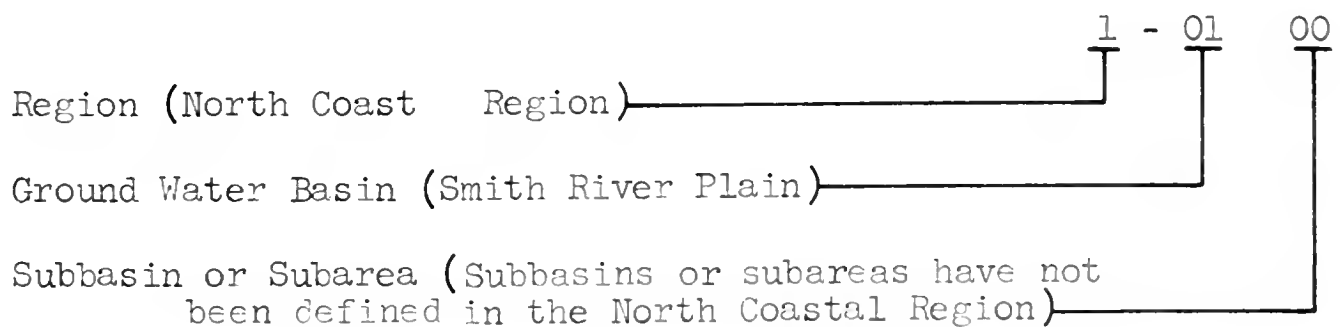 1 - 01 00
Region (North Coast Region)
Ground Water Basin (Smith River Plain)
Subbasin or Subarea (Subbasins or subareas have not
been defined in the North Coastal Region)